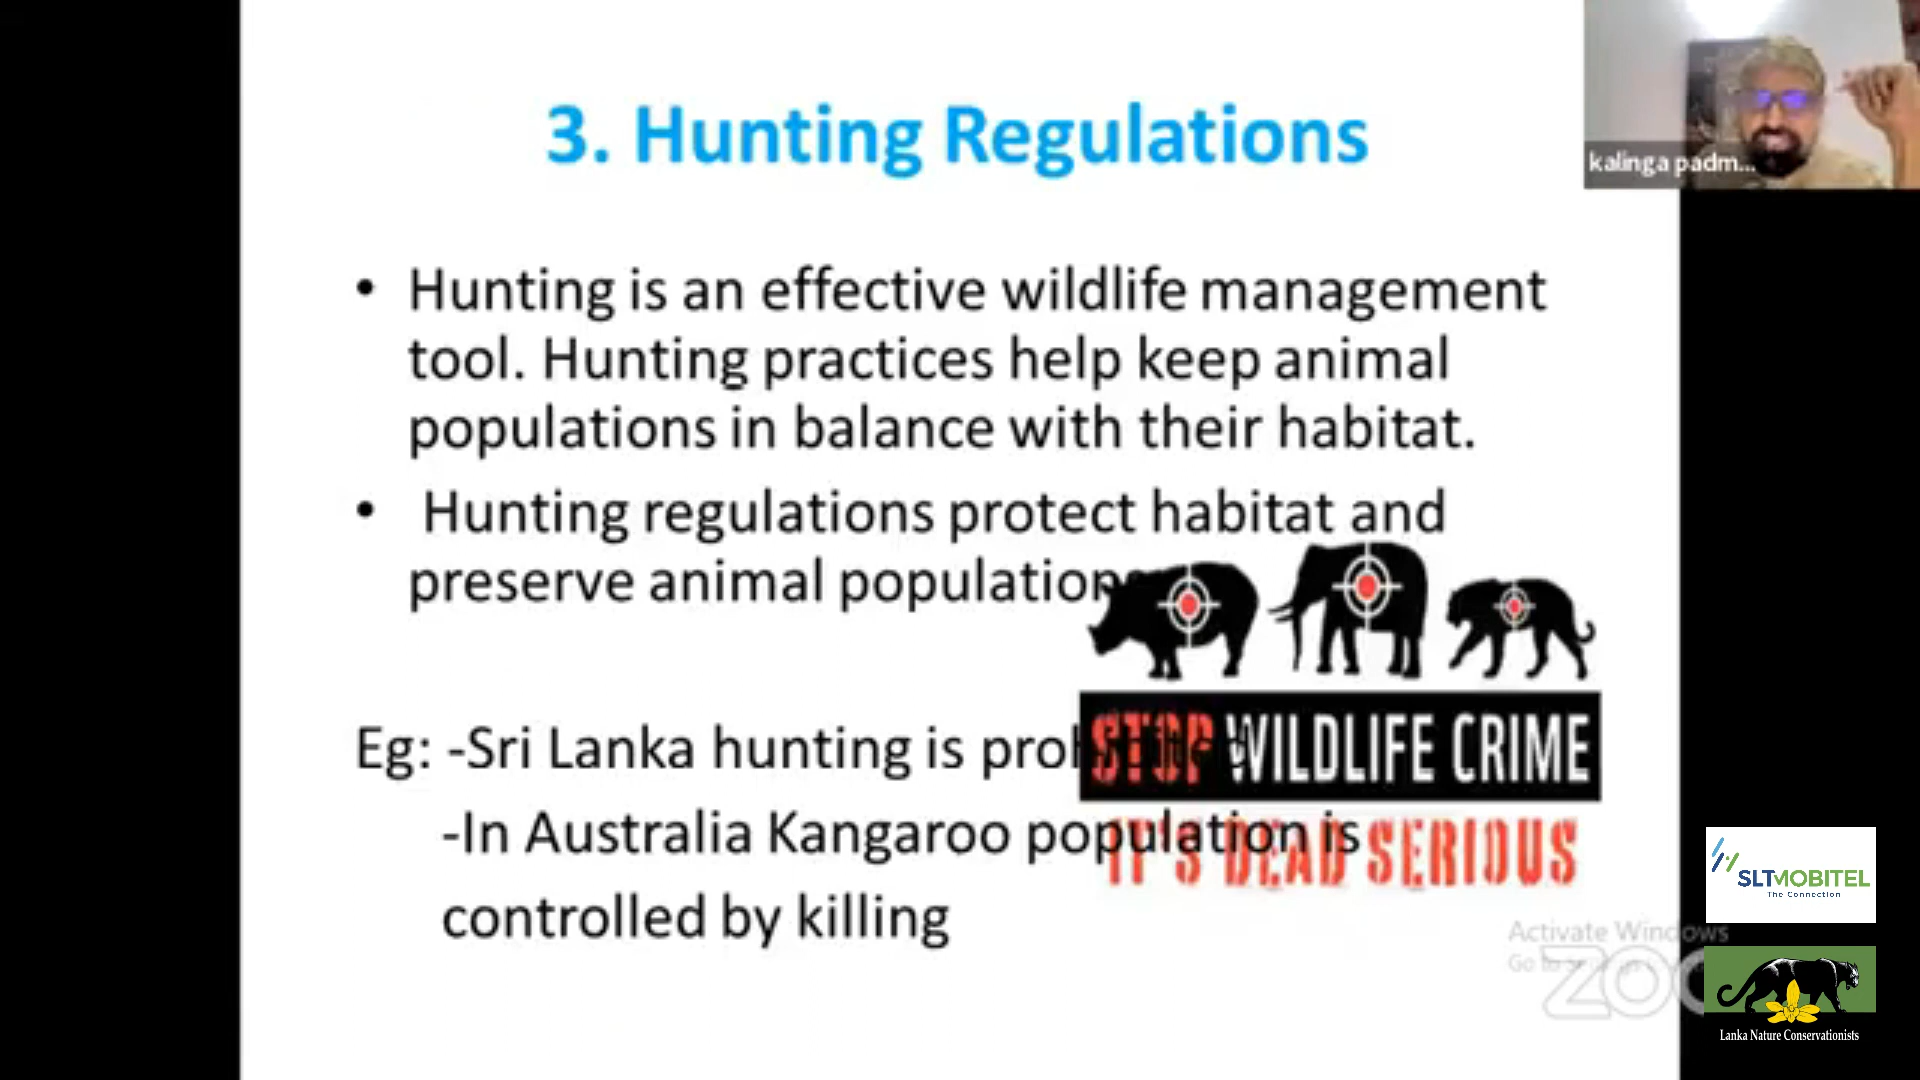 3. Hunting Regulations
kalinga padm...
• Hunting is an effective wildlife management
tool. Hunting practices help keep animal
populations in balance with their habitat.
• Hunting regulations protect habitat and
preserve animal population
Eg: -Sri Lanka hunting is
STOP WILDLIFE CRIME
-In Australia Kangaroo population is
IT'S DEAD SERIOUS
controlled by killing
SLTMOBITEL
The Connection
Activate Windows
Go to
zoo
Lanka Nature Conservationists